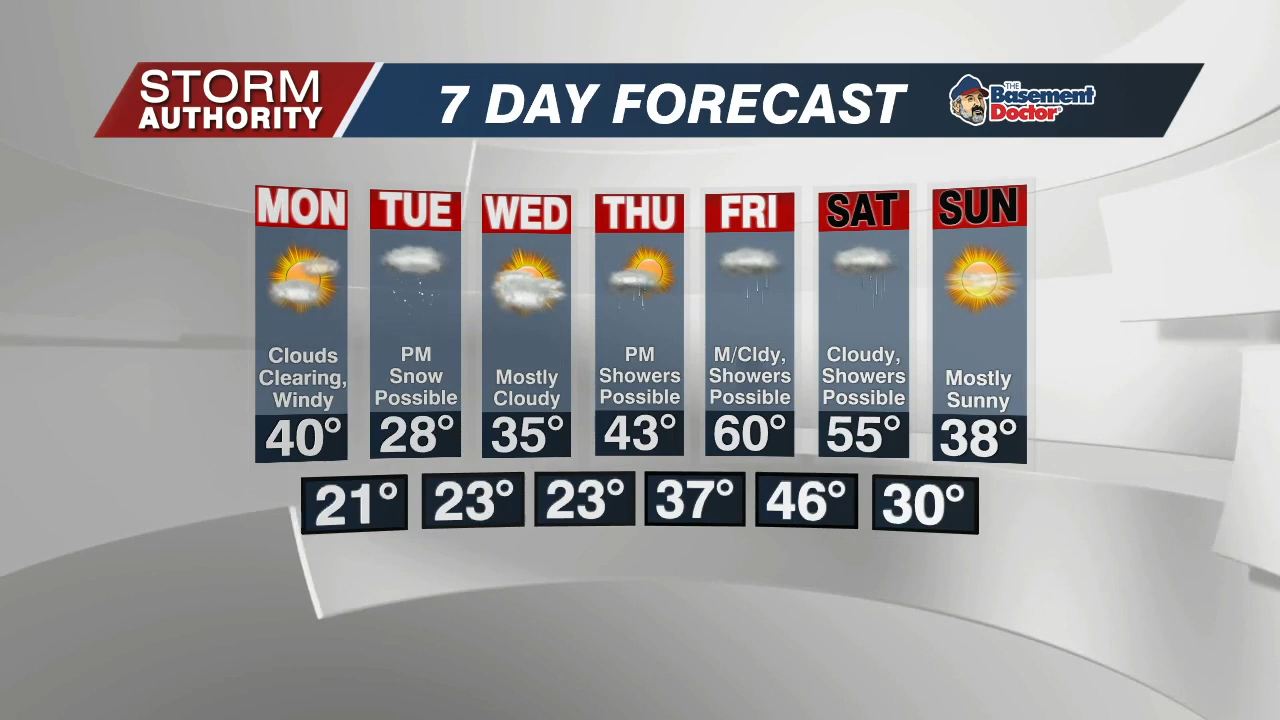 STORM
AUTHORITY
7 DAY FORECAST
THE
Basement
Doctor
MON
TUE
WED
THU
FRI
SAT
SUN
Clouds
Clearing,
Windy
PM
Snow
Possible
Mostly
Cloudy
PM
Showers
Possible
M/Cldy,
Showers
Possible
Cloudy,
Showers
Possible
Mostly
Sunny
40°
28°
35°
43°
60°
55°
38°
21°
23°
23°
37°
46°
30°